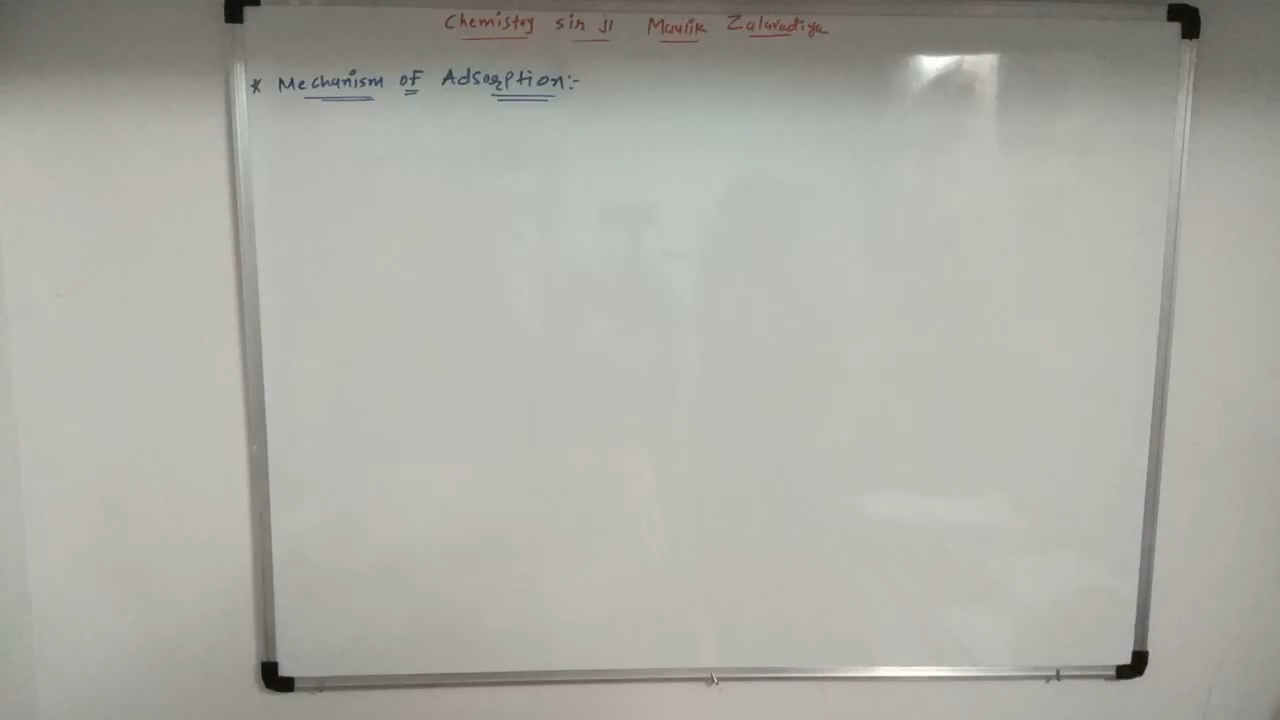 Chemistry sir ji Maulik Zalavadiya
* Mechanism of Adsorption:-